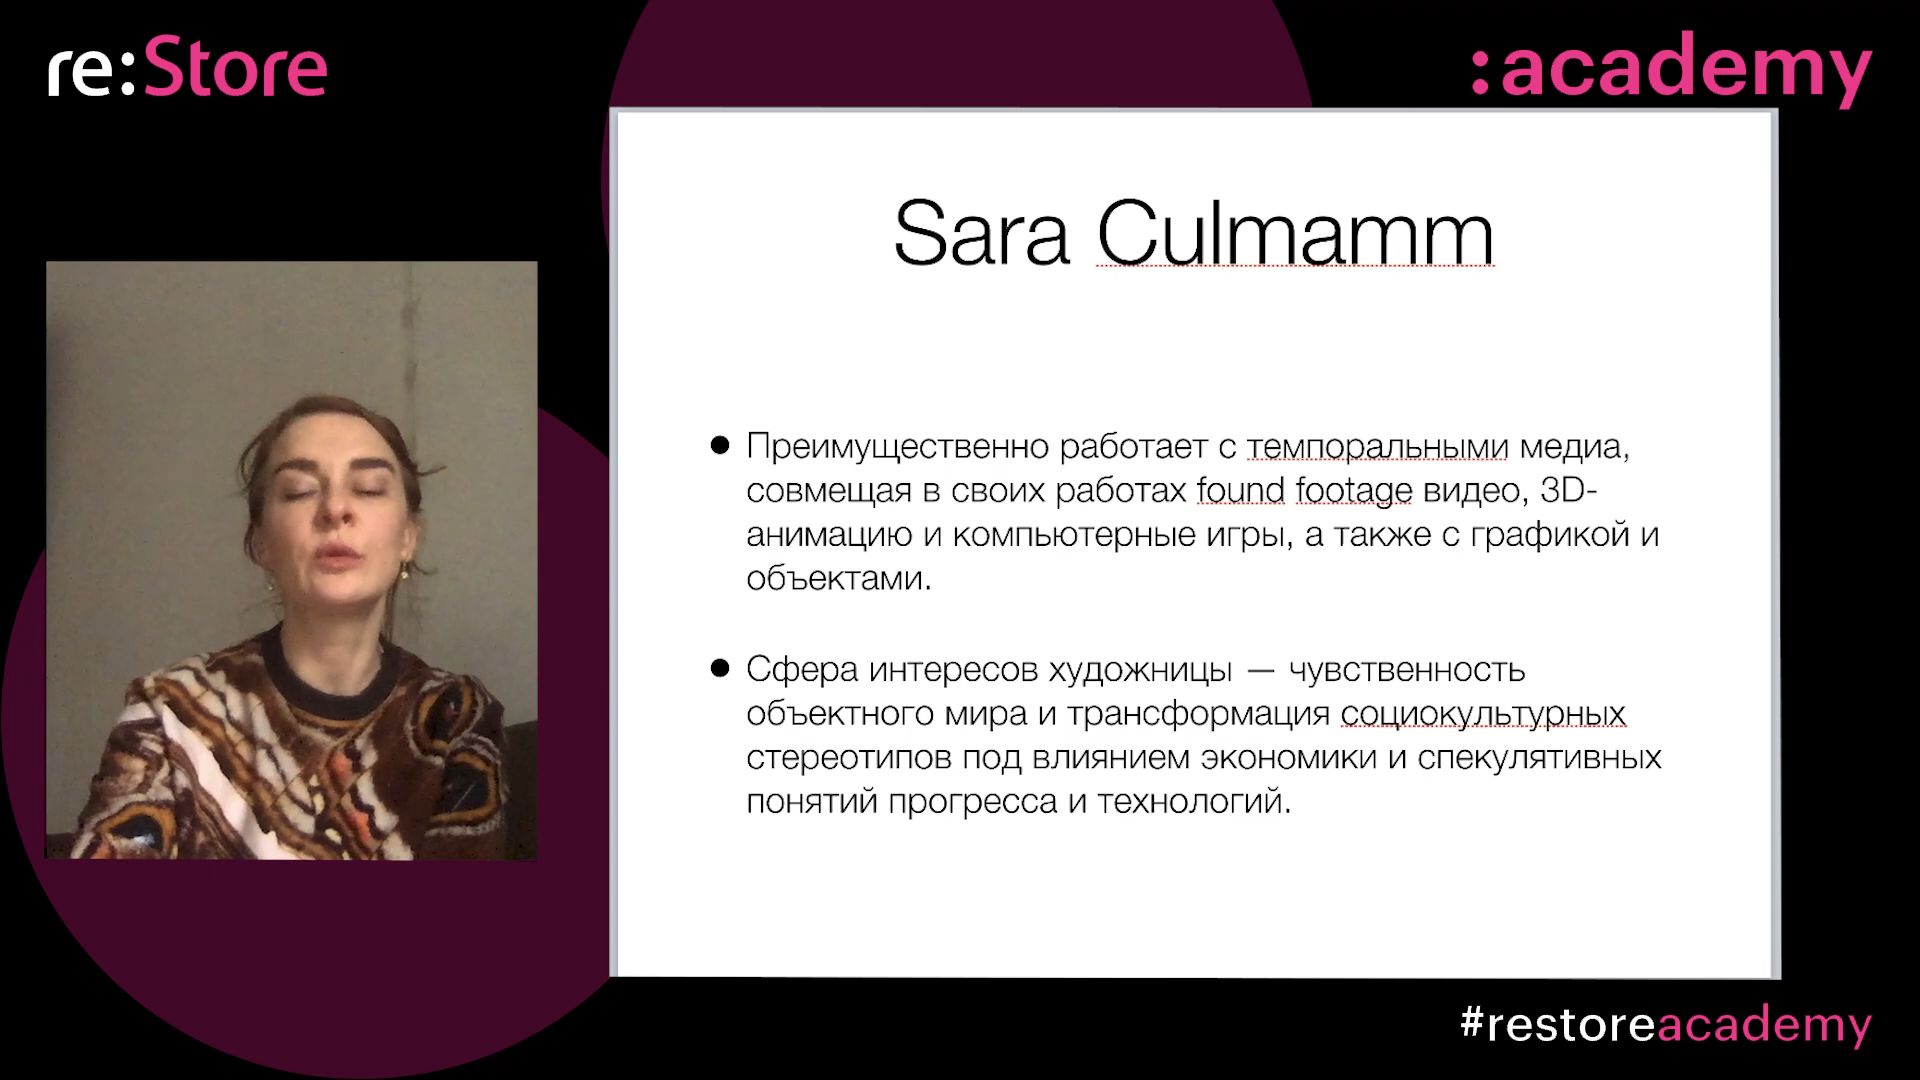 re:Store
:academy
Sara Culmamm
● Преимущественно работает с темпоральными медиа,
совмещая в своих работах found footage видео, 3D-
анимацию и компьютерные игры, а также с графикой и
объектами.
● Сфера интересов художницы — чувственность
объектного мира и трансформация социокультурных
стереотипов под влиянием экономики и спекулятивных
понятий прогресса и технологий.
#restoreacademy